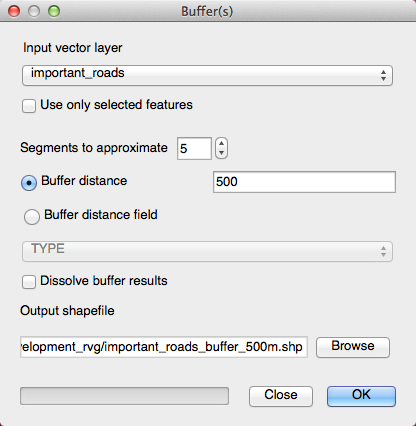 Buffer(s)
Input vector layer
important_roads
Use only selected features
Segments to approximate 5
Buffer distance 500
Buffer distance field
TYPE
Dissolve buffer results
Output shapefile
elopment_rvg/important_roads_buffer_500m.shp Browse
Close OK